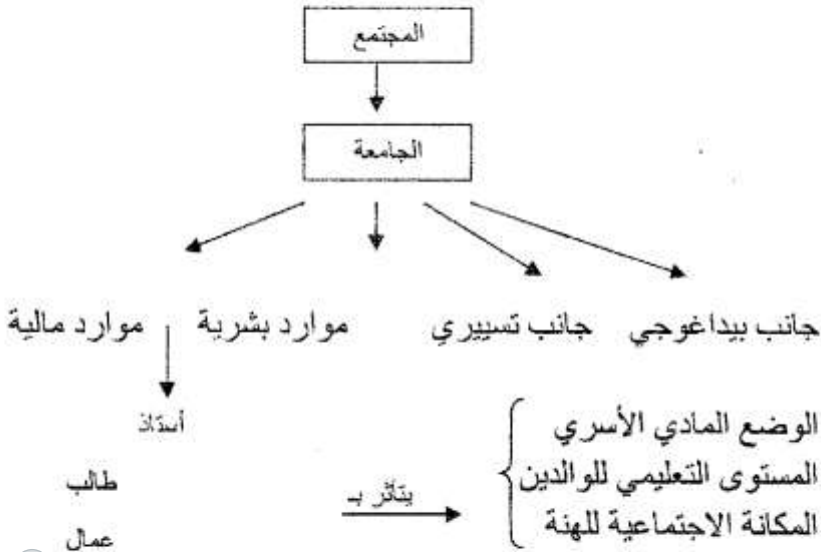 المجتمع
الجامعة
جانب بيداغوجي جانب تسييري موارد بشرية موارد مالية
أستاذ
طالب
عمال
يتأثر بـ
الوضع المادي الأسري
المستوى التعليمي للوالدين
المكانة الاجتماعية للهنة